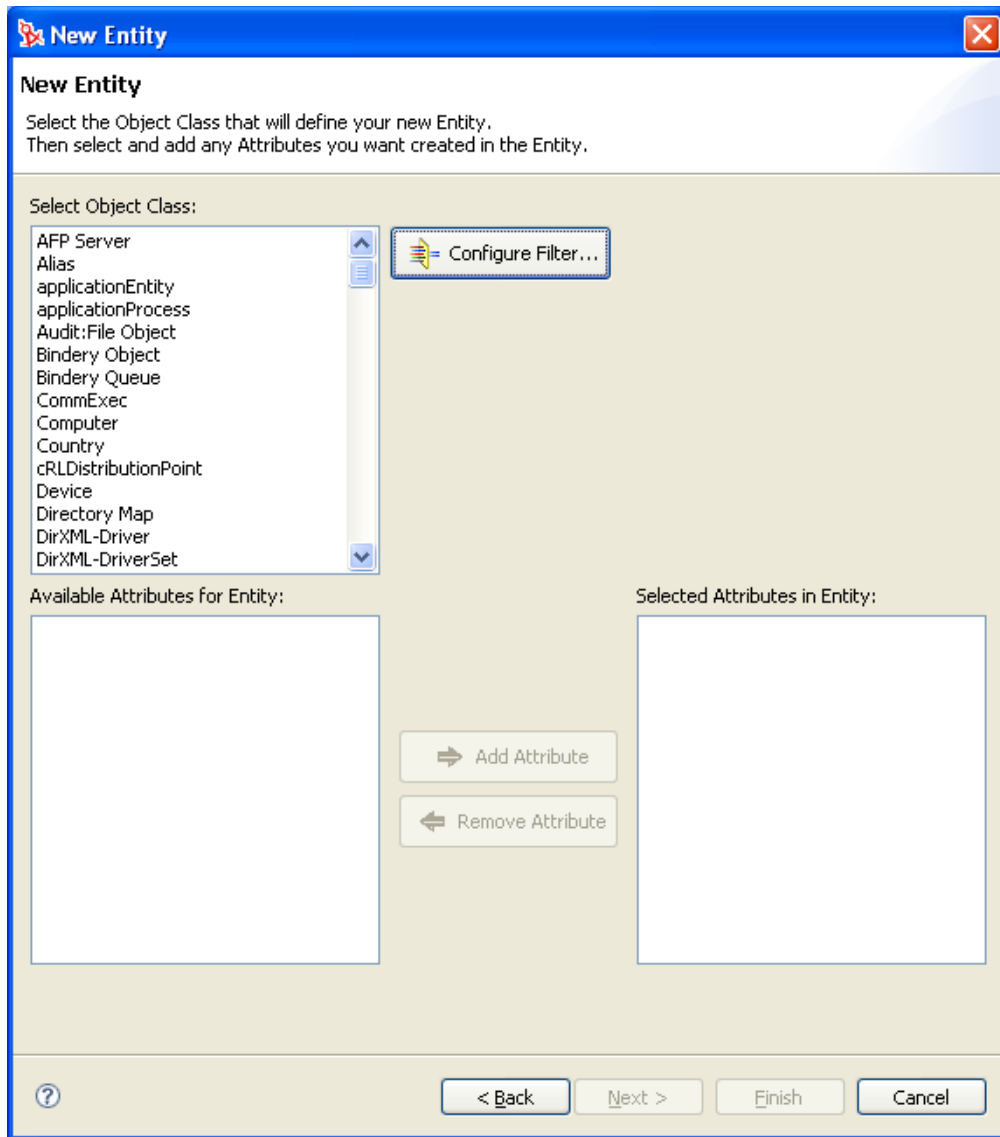 New Entity
New Entity
Select the Object Class that will define your new Entity.
Then select and add any Attributes you want created in the Entity.
Select Object Class:
AFP Server
Alias
applicationEntity
applicationProcess
Audit:File Object
Bindery Object
Bindery Queue
CommExec
Computer
Country
cRLDistributionPoint
Device
Directory Map
DirXML-Driver
DirXML-DriverSet
Configure Filter...
Available Attributes for Entity:
Selected Attributes in Entity:
Add Attribute
Remove Attribute
?
< Back
Next >
Finish
Cancel